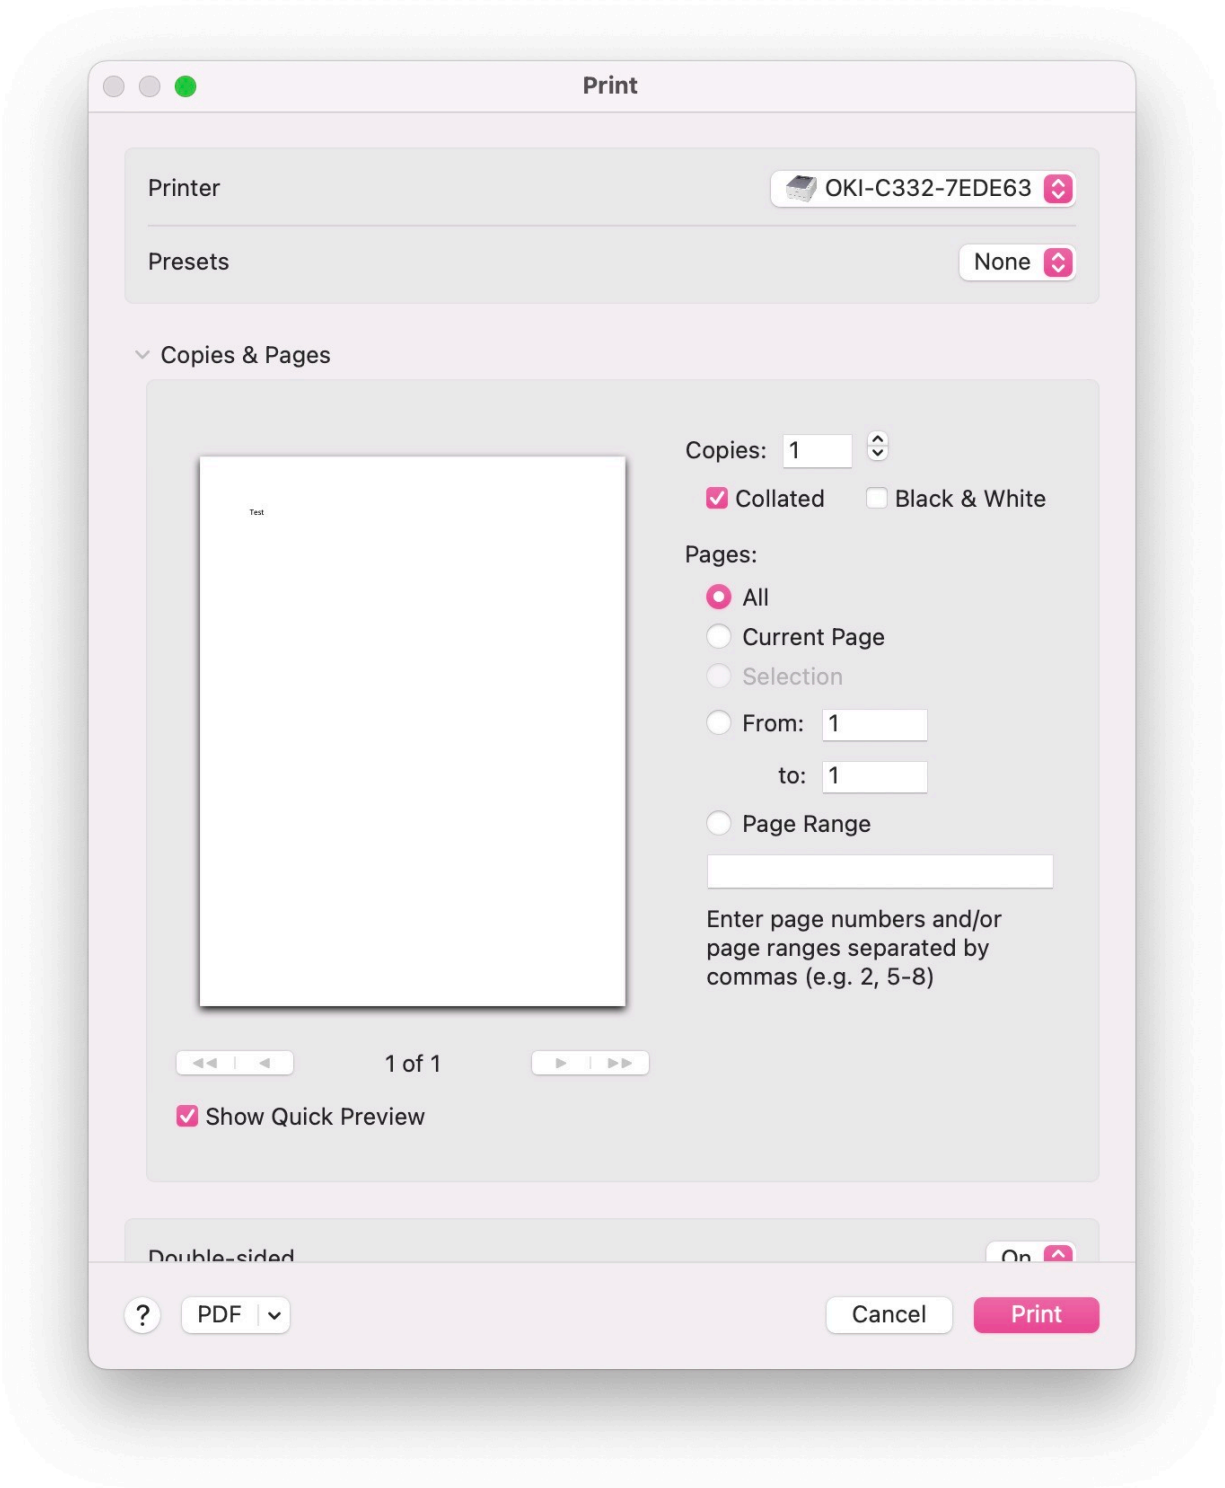 Print
Printer
OKI-C332-7EDE63
Presets
None
Copies & Pages
Test
1 of 1
Show Quick Preview
Copies: 1
Collated
Black & White
Pages:
All
Current Page
Selection
From: 1
to: 1
Page Range
Enter page numbers and/or
page ranges separated by
commas (e.g. 2, 5-8)
Double-sided
On
?
PDF
Cancel
Print